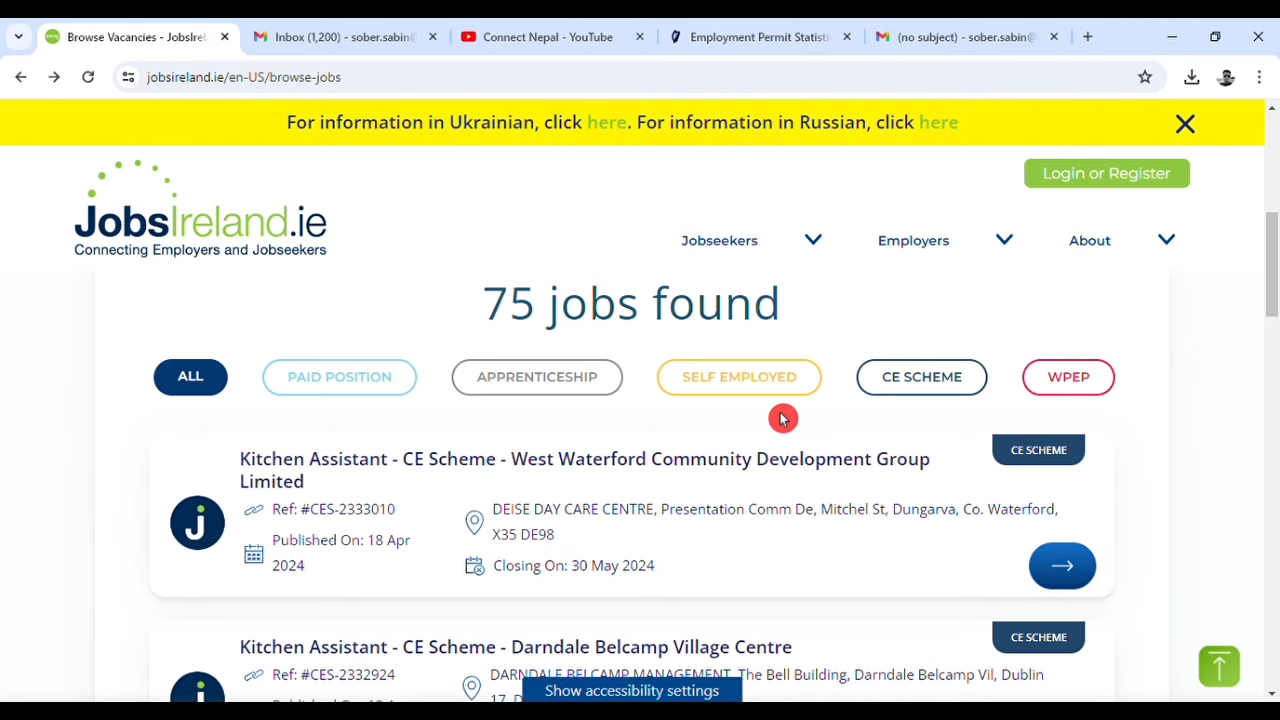 Browse Vacancies - JobsIrel
Inbox (1,200) - sober.sabin@
Connect Nepal - YouTube
Employment Permit Statisti
(no subject) - sober.sabin@
jobsireland.ie/en-US/browse-jobs
For information in Ukrainian, click here. For information in Russian, click here
Login or Register
JobsIreland.ie
Connecting Employers and Jobseekers
Jobseekers
Employers
About
75 jobs found
ALL
PAID POSITION
APPRENTICESHIP
SELF EMPLOYED
CE SCHEME
WPEP
CE SCHEME
Kitchen Assistant - CE Scheme - West Waterford Community Development Group
Limited
Ref: #CES-2333010
Published On: 18 Apr
2024
DEISE DAY CARE CENTRE, Presentation Comm De, Mitchel St, Dungarva, Co. Waterford,
X35 DE98
Closing On: 30 May 2024
CE SCHEME
Kitchen Assistant - CE Scheme - Darndale Belcamp Village Centre
Ref: #CES-2332924
DARNDALE BELCAMP MANAGEMENT, The Bell Building, Darndale Belcamp Vil, Dublin
17,
Show accessibility settings